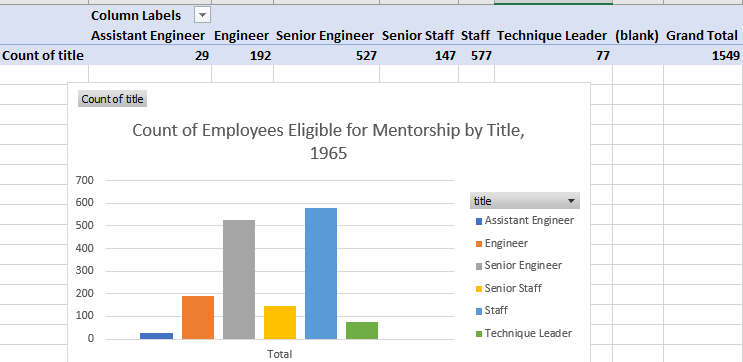 Column Labels
Assistant Engineer Engineer Senior Engineer Senior Staff Staff Technique Leader (blank) Grand Total
Count of title 29 192 527 147 577 77 1549
Count of title
Count of Employees Eligible for Mentorship by Title,
1965
700
600
500
400
300
200
100
0
Total
title
Assistant Engineer
Engineer
Senior Engineer
Senior Staff
Staff
Technique Leader